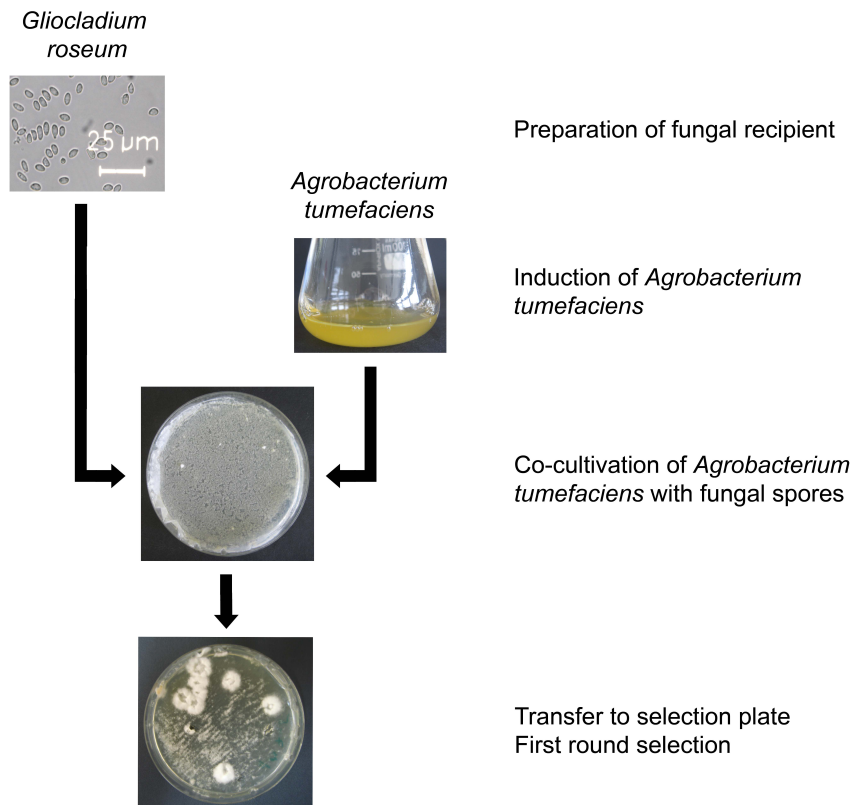 Gliocladium
roseum
25 µm
Preparation of fungal recipient
Agrobacterium
tumefaciens
Induction of Agrobacterium
tumefaciens
Co-cultivation of Agrobacterium
tumefaciens with fungal spores
Transfer to selection plate
First round selection